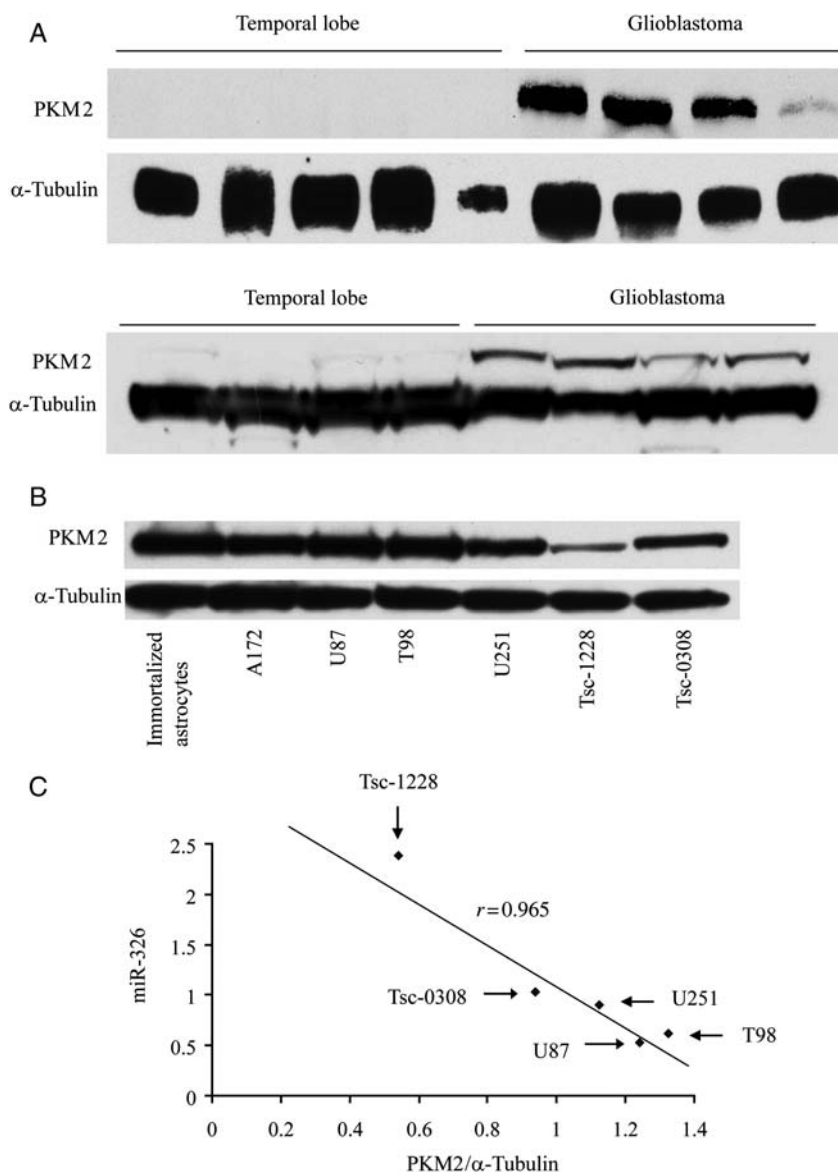 A
Temporal lobe Glioblastoma
PKM2
α-Tubulin
Temporal lobe Glioblastoma
PKM2
α-Tubulin
B
PKM2
α-Tubulin
Immortalized
astrocytes
A172
U87
T98
U251
Tsc-1228
Tsc-0308
C
Tsc-1228
2.5
2
1.5
1
0.5
0
miR-326
r=0.965
Tsc-0308
U251
U87
T98
0 0.2 0.4 0.6 0.8 1 1.2 1.4
PKM2/α-Tubulin